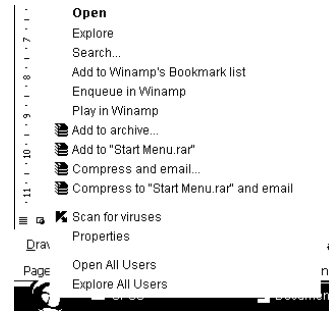 Open
Explore
Search...
Add to Winamp's Bookmark list
Enqueue in Winamp
Play in Winamp
Add to archive...
Add to "Start Menu.rar"
Compress and email...
Compress to "Start Menu.rar" and email
Scan for viruses
Properties
Draw
Page
Open All Users
Explore All Users